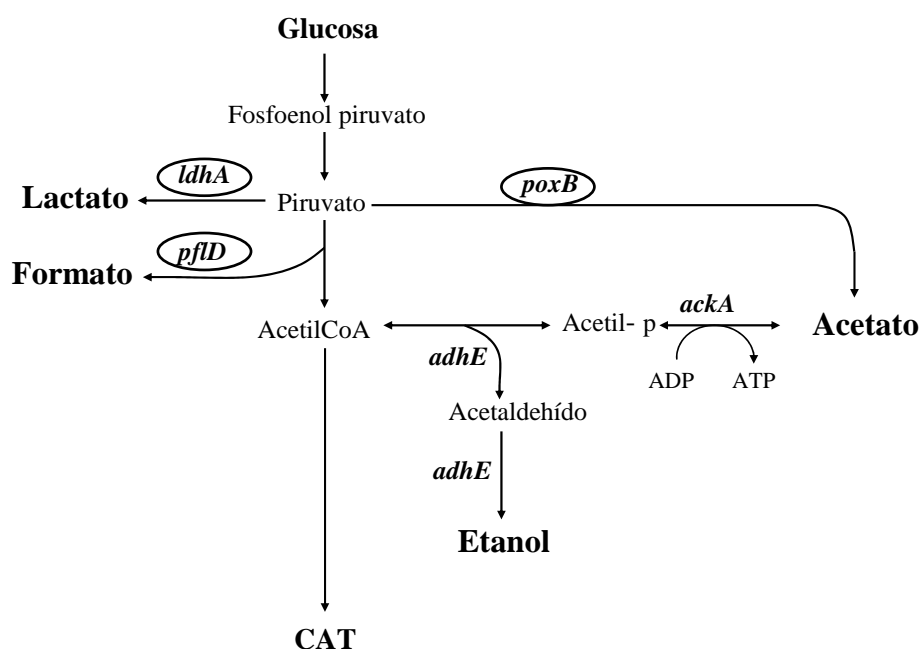 Glucosa
Fosfoenol piruvato
ldhA
poxB
Lactato
Piruvato
pflD
Formato
ackA
AcetilCoA
Acetil- p
Acetato
adhE
ADP
ATP
Acetaldehído
adhE
Etanol
CAT